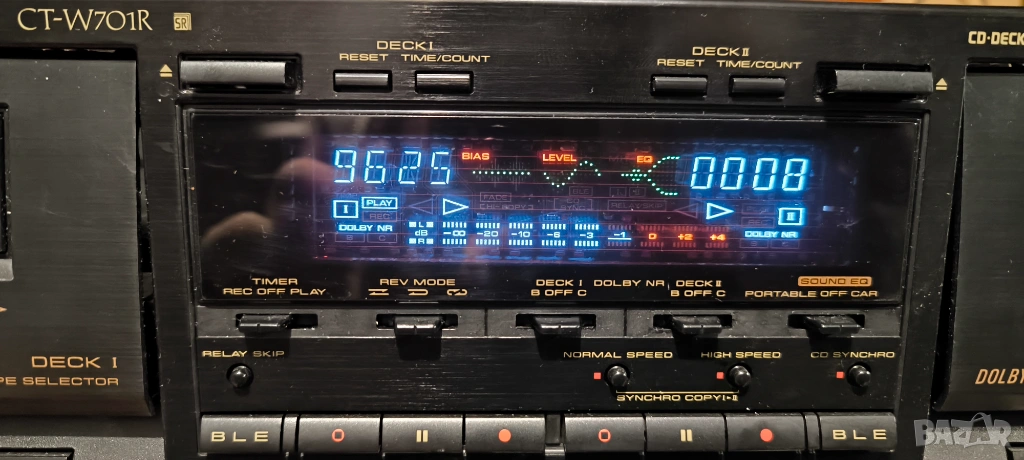 CT-W701R SR
CD-DECK
DECK I
RESET TIME/COUNT
DECK II
RESET TIME/COUNT
9625 BIAS LEVEL EQ 0008
I PLAY REC II
DOLBY NR L dB R -∞ -20 -10 -6 -3 -1 0 +2 +4 DOLBY NR
TIMER
REC OFF PLAY
REV MODE
DECK I DOLBY NR DECK II
B OFF C B OFF C
SOUND EQ
PORTABLE OFF CAR
RELAY SKIP
NORMAL SPEED HIGH SPEED CD SYNCHRO
SYNCHRO COPY I▸II
DECK I
PE SELECTOR
DOLBY
BLE BLE
BAZAR